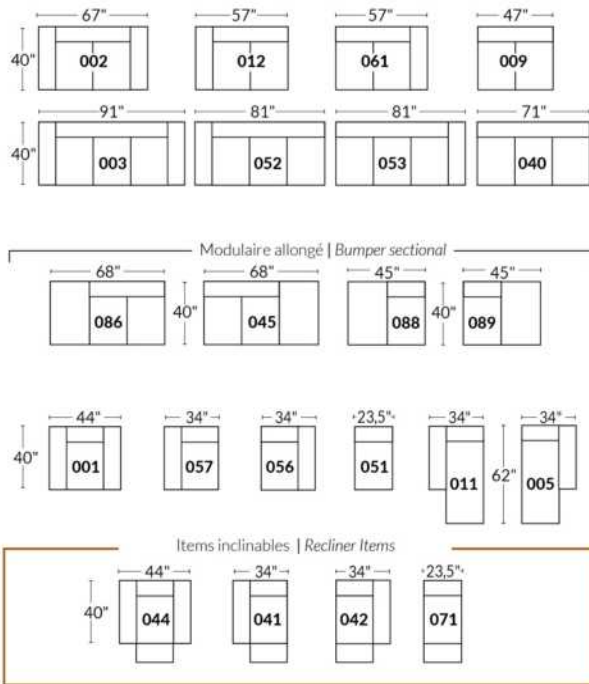 67" 57" 57" 47"
40" 002 012 061 009
91" 81" 81" 71"
40" 003 052 053 040
Modulaire allongé | Bumper sectional
68" 68" 45" 45"
086 40" 045 088 40" 089
44" 34" 34" 23,5" 34" 34"
40" 001 057 056 051 011 62" 005
Items inclinables | Recliner Items
44" 34" 34" 23,5"
40" 044 041 042 071